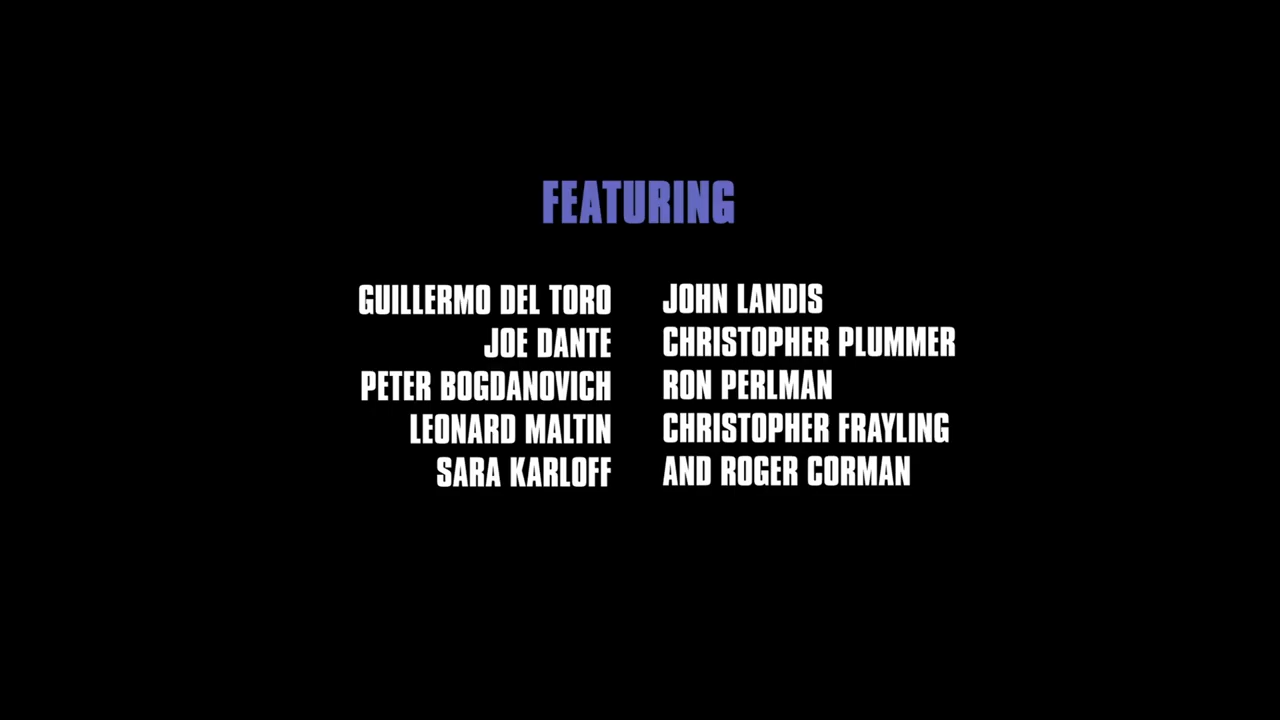 FEATURING
GUILLERMO DEL TORO
JOE DANTE
PETER BOGDANOVICH
LEONARD MALTIN
SARA KARLOFF
JOHN LANDIS
CHRISTOPHER PLUMMER
RON PERLMAN
CHRISTOPHER FRAYLING
AND ROGER CORMAN